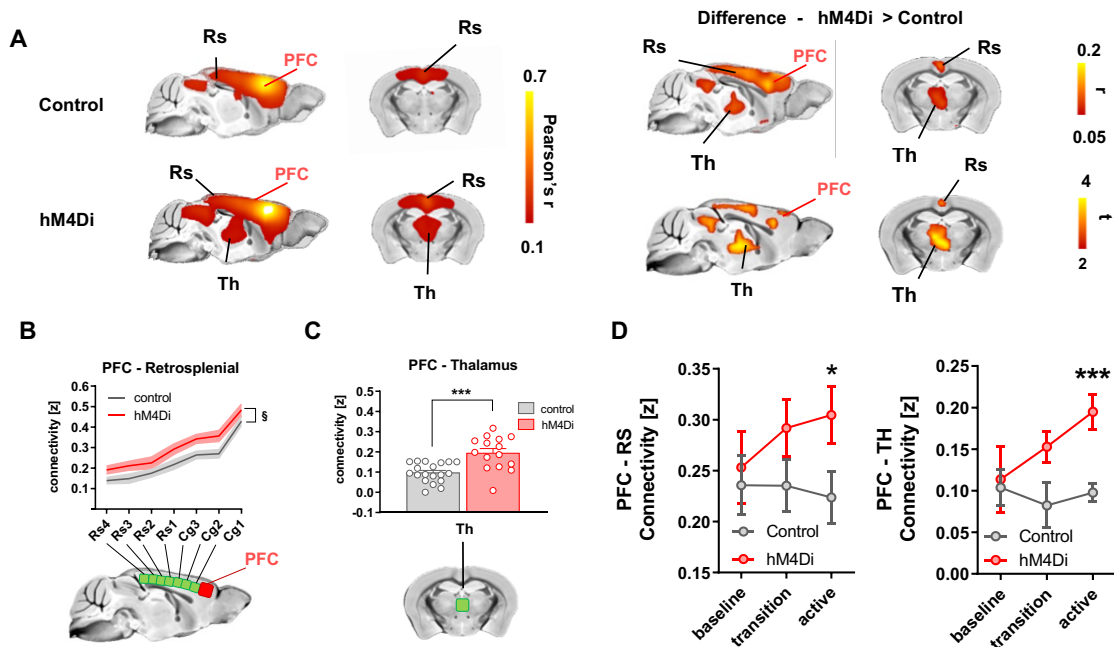 A
Control
hM4Di
Rs
PFC
Rs
0.7
Pearson's r
0.1
Rs
PFC
Th
Rs
Th
Difference - hM4Di > Control
Rs
PFC
Th
Rs
Th
0.2
r
0.05
PFC
Th
Rs
Th
4
t
2
B
PFC - Retrosplenial
connectivity [z]
0.5
0.4
0.3
0.2
0.1
0.0
control
hM4Di
§
Rs4
Rs3
Rs2
Rs1
Cg3
Cg2
Cg1
PFC
C
PFC - Thalamus
connectivity [z]
0.5
0.4
0.3
0.2
0.1
0.0
-0.1
***
control
hM4Di
Th
D
PFC - RS
Connectivity [z]
0.35
0.30
0.25
0.20
0.15
*
Control
hM4Di
baseline
transition
active
PFC - TH
Connectivity [z]
0.25
0.20
0.15
0.10
0.05
0.00
***
Control
hM4Di
baseline
transition
active